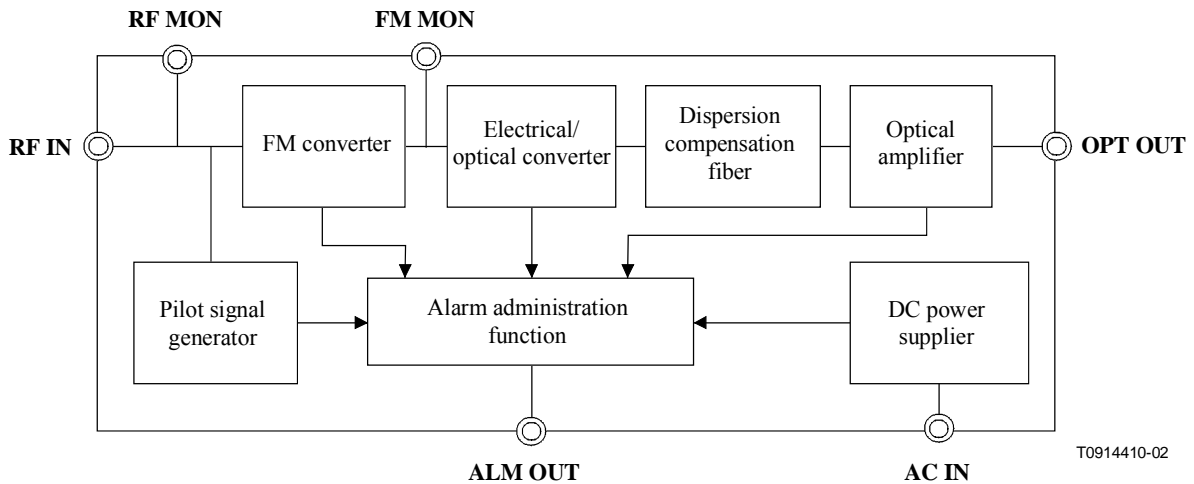 RF MON
FM MON
RF IN
FM converter
Electrical/
optical converter
Dispersion
compensation
fiber
Optical
amplifier
OPT OUT
Pilot signal
generator
Alarm administration
function
DC power
supplier
ALM OUT
AC IN
T0914410-02